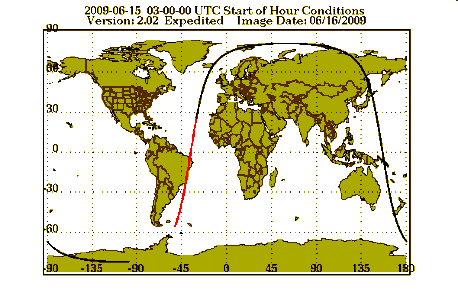 2009-06-15 03-00-00 UTC Start of Hour Conditions
Version: 2.02 Expedited Image Date: 06/16/2009
90
60
30
0
-30
-60
-90 -135 -90 -45 0 45 90 135 180